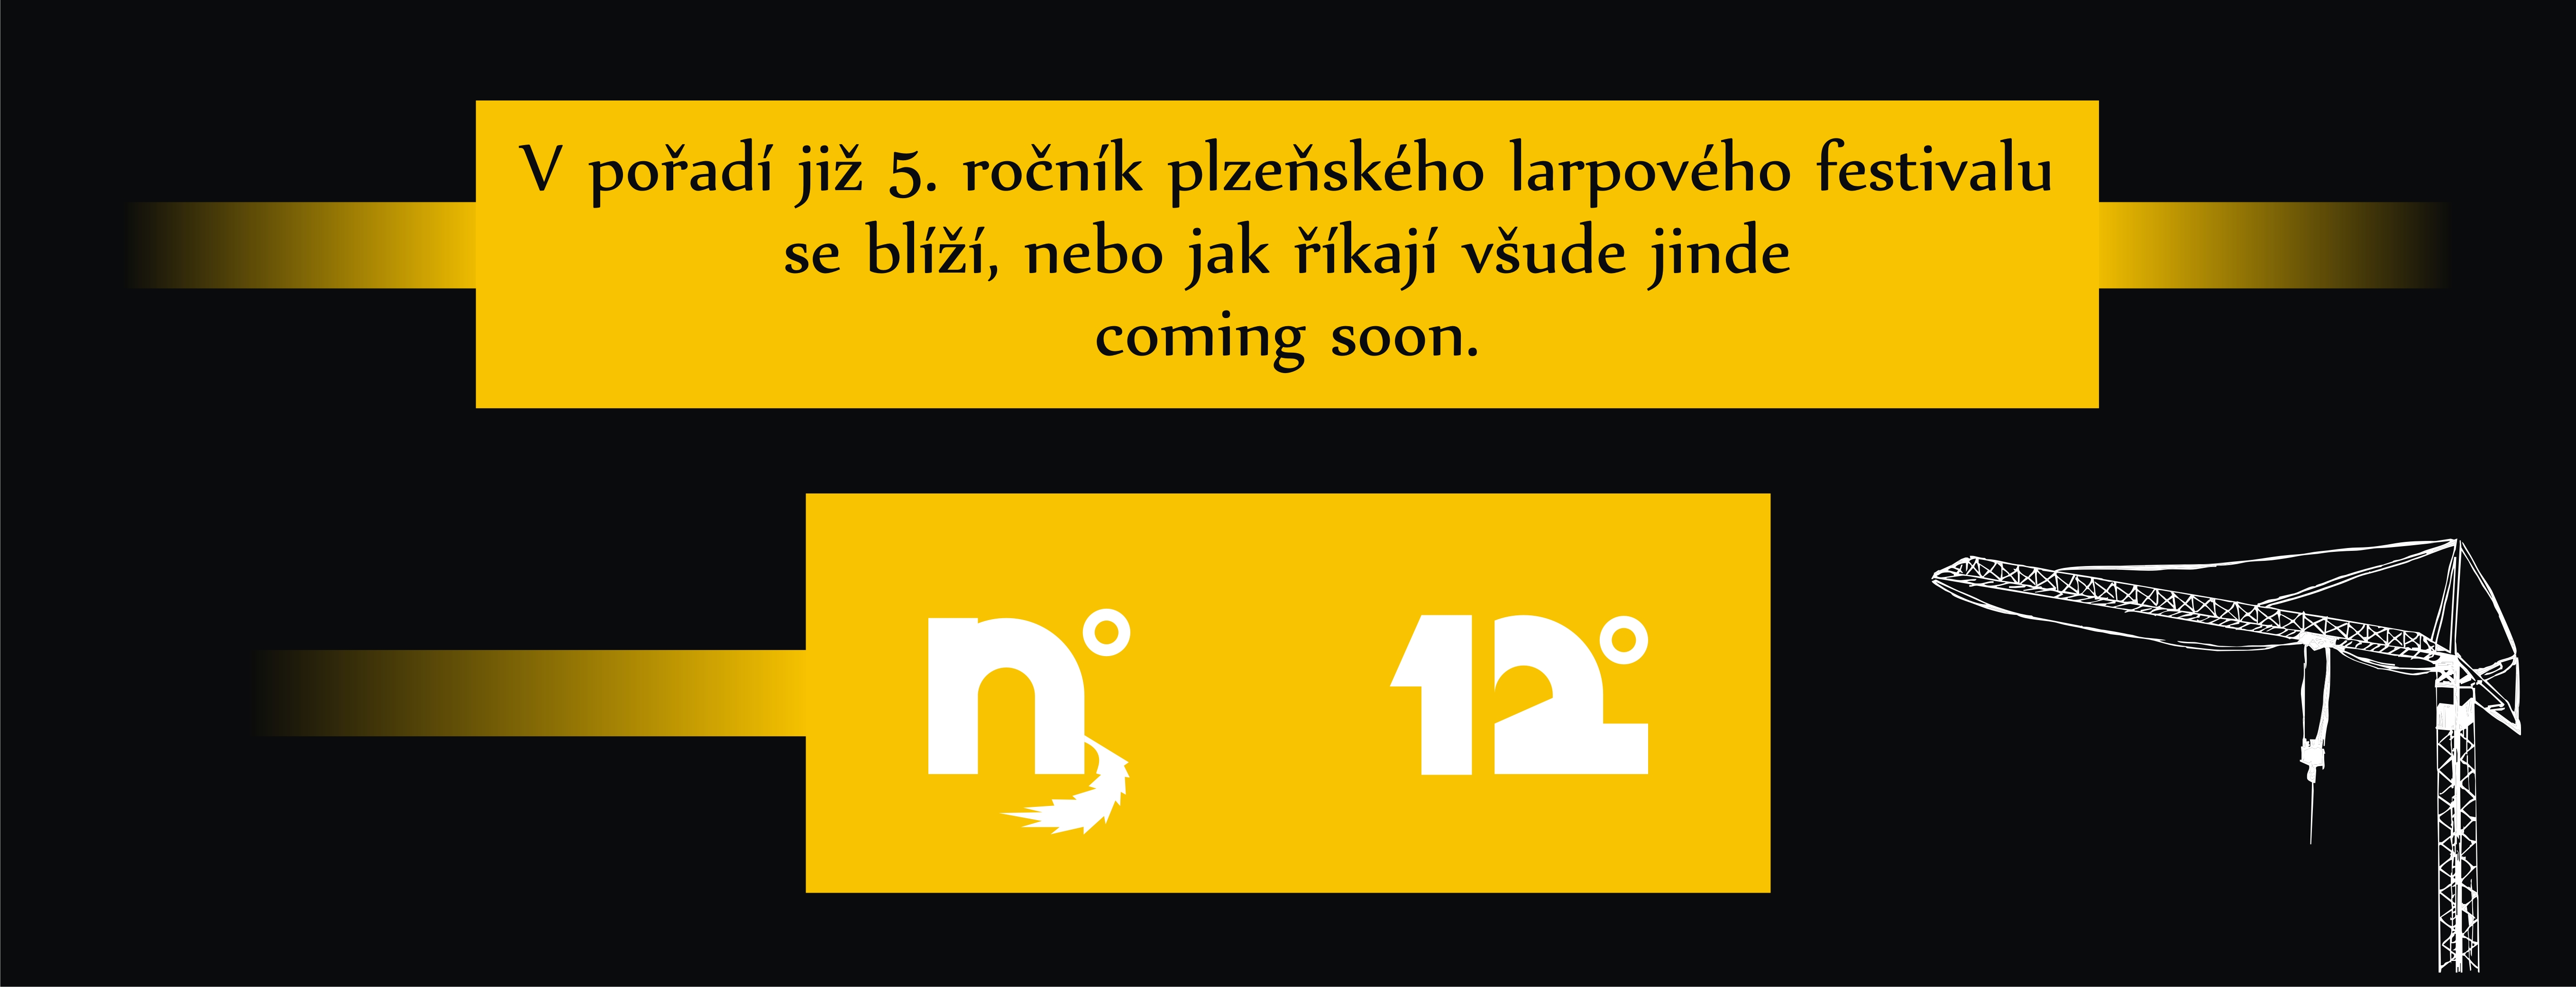 V pořadí již 5. ročník plzeňského larpového festivalu
se blíží, nebo jak říkají všude jinde
coming soon.
n° 12°